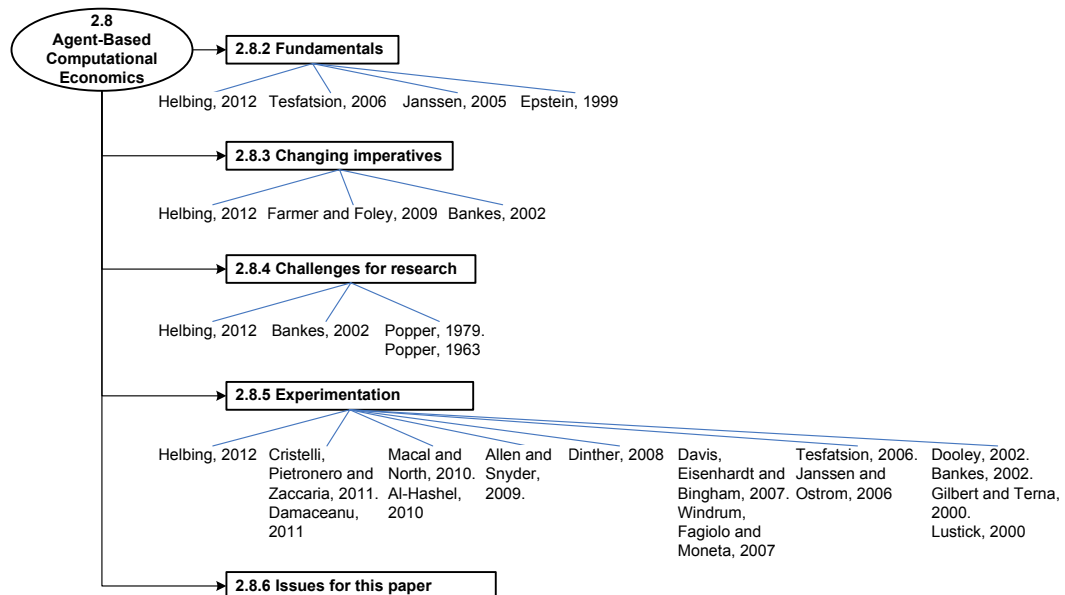 2.8
Agent-Based
Computational
Economics
2.8.2 Fundamentals
Helbing, 2012 Tesfatsion, 2006 Janssen, 2005 Epstein, 1999
2.8.3 Changing imperatives
Helbing, 2012 Farmer and Foley, 2009 Bankes, 2002
2.8.4 Challenges for research
Helbing, 2012 Bankes, 2002 Popper, 1979.
Popper, 1963
2.8.5 Experimentation
Helbing, 2012
Cristelli,
Pietronero and
Zaccaria, 2011.
Damaceanu,
2011
Macal and
North, 2010.
Al-Hashel,
2010
Allen and
Snyder,
2009.
Dinther, 2008
Davis,
Eisenhardt and
Bingham, 2007.
Windrum,
Fagiolo and
Moneta, 2007
Tesfatsion, 2006.
Janssen and
Ostrom, 2006
Dooley, 2002.
Bankes, 2002.
Gilbert and Terna,
2000.
Lustick, 2000
2.8.6 Issues for this paper